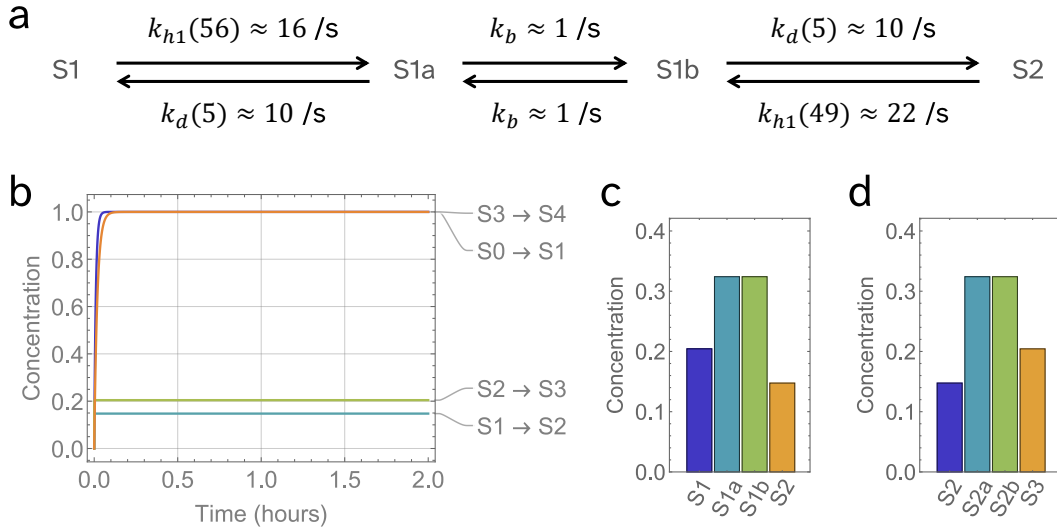 a
k_{h1}(56) ≈ 16 /s
k_b ≈ 1 /s
k_d(5) ≈ 10 /s
S1
S1a
S1b
S2
k_d(5) ≈ 10 /s
k_b ≈ 1 /s
k_{h1}(49) ≈ 22 /s
b
Concentration
1.0
0.8
0.6
0.4
0.2
0.0
0.0
0.5
1.0
1.5
2.0
Time (hours)
S3 → S4
S0 → S1
S2 → S3
S1 → S2
c
Concentration
0.4
0.3
0.2
0.1
0.0
S1
S1a
S1b
S2
d
Concentration
0.4
0.3
0.2
0.1
0.0
S2
S2a
S2b
S3